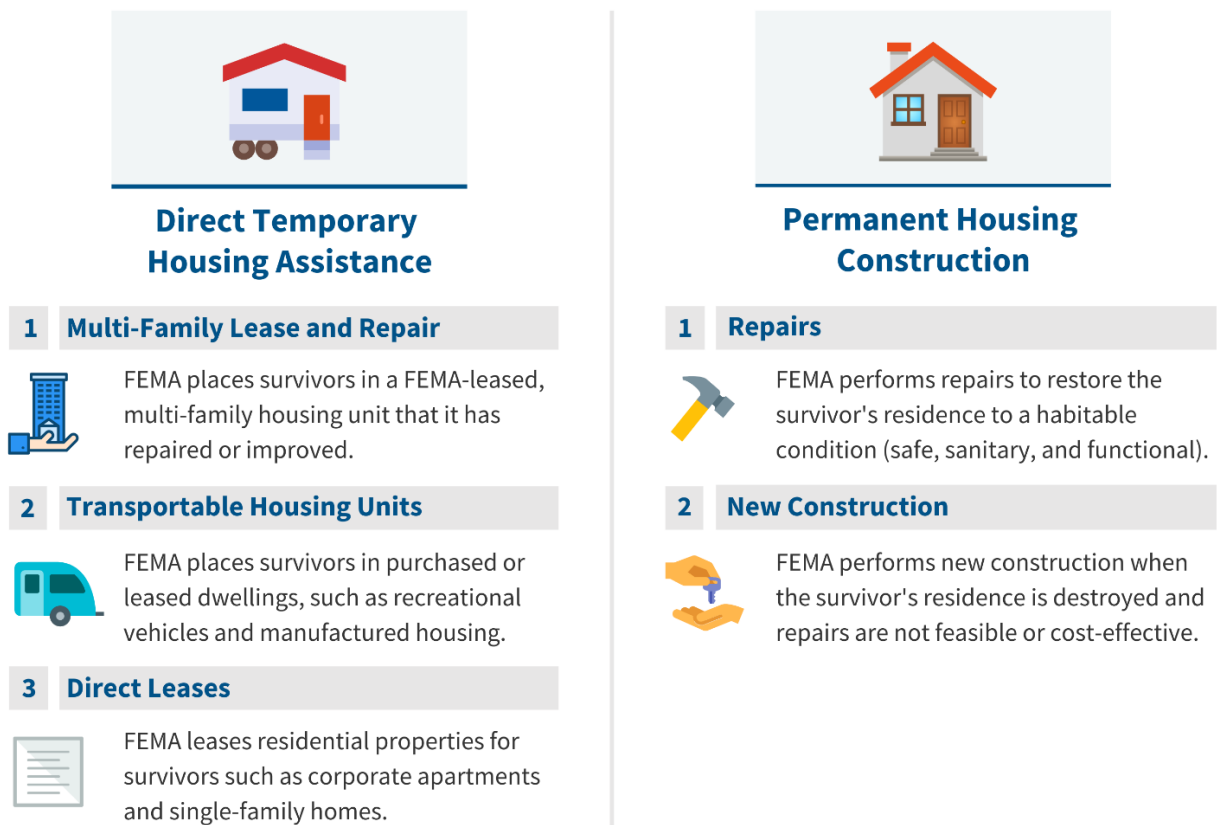 Direct Temporary
Housing Assistance
1 Multi-Family Lease and Repair
FEMA places survivors in a FEMA-leased,
multi-family housing unit that it has
repaired or improved.
2 Transportable Housing Units
FEMA places survivors in purchased or
leased dwellings, such as recreational
vehicles and manufactured housing.
3 Direct Leases
FEMA leases residential properties for
survivors such as corporate apartments
and single-family homes.
Permanent Housing
Construction
1 Repairs
FEMA performs repairs to restore the
survivor's residence to a habitable
condition (safe, sanitary, and functional).
2 New Construction
FEMA performs new construction when
the survivor's residence is destroyed and
repairs are not feasible or cost-effective.